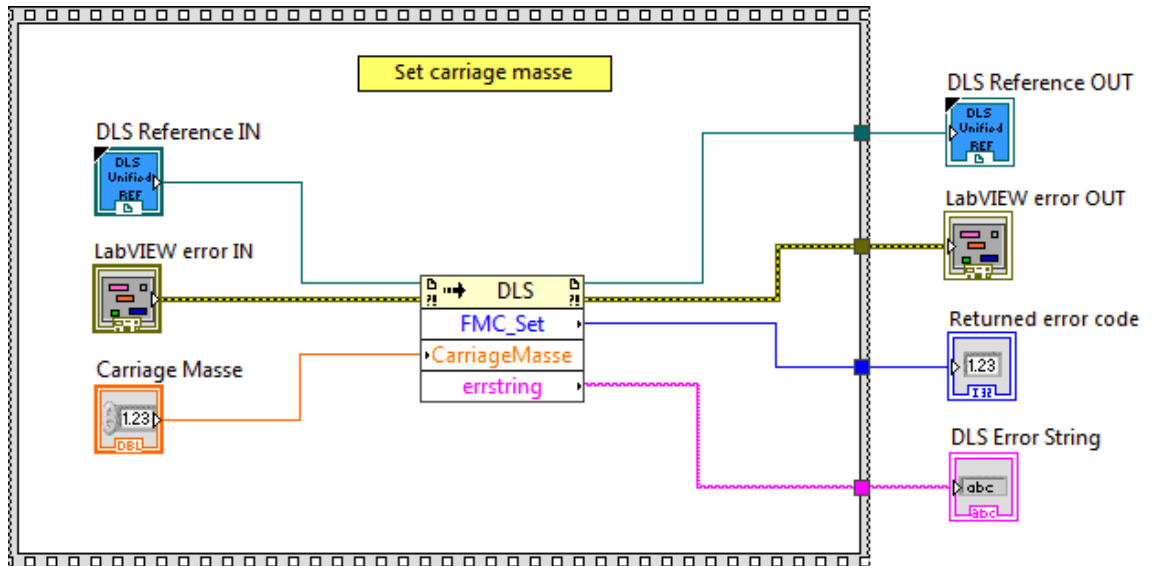 Set carriage masse
DLS Reference OUT
DLS
Unified
REF
DLS Reference IN
DLS
Unified
REF
LabVIEW error OUT
LabVIEW error IN
?!
DLS
?!
FMC_Set
CarriageMasse
errstring
Returned error code
1.23
I32
Carriage Masse
1.23
DBL
DLS Error String
abc
abc